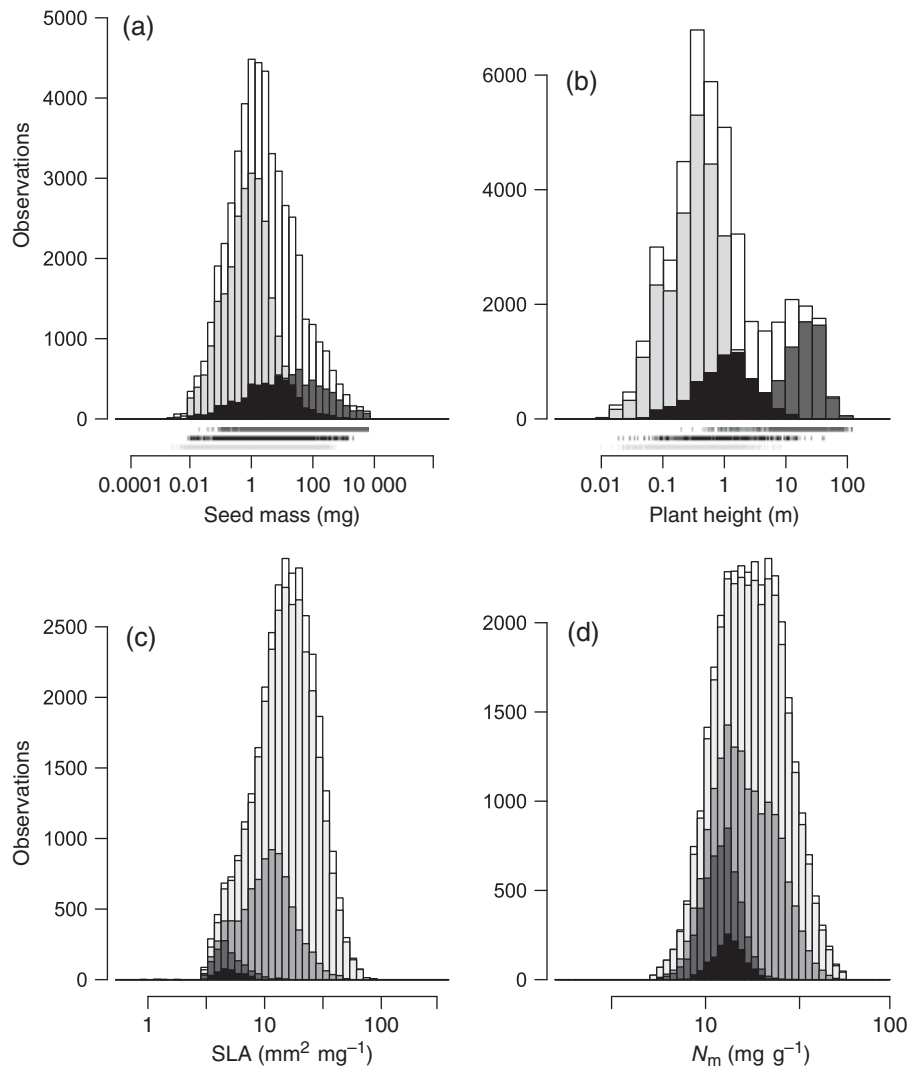 (a)
5000
4000
3000
2000
1000
0
Observations
0.0001 0.01 1 100 10 000
Seed mass (mg)
(b)
6000
4000
2000
0
0.01 0.1 1 10 100
Plant height (m)
(c)
2500
2000
1500
1000
500
0
Observations
1 10 100
SLA (mm² mg⁻¹)
(d)
2000
1500
1000
500
0
10 100
Nm (mg g⁻¹)